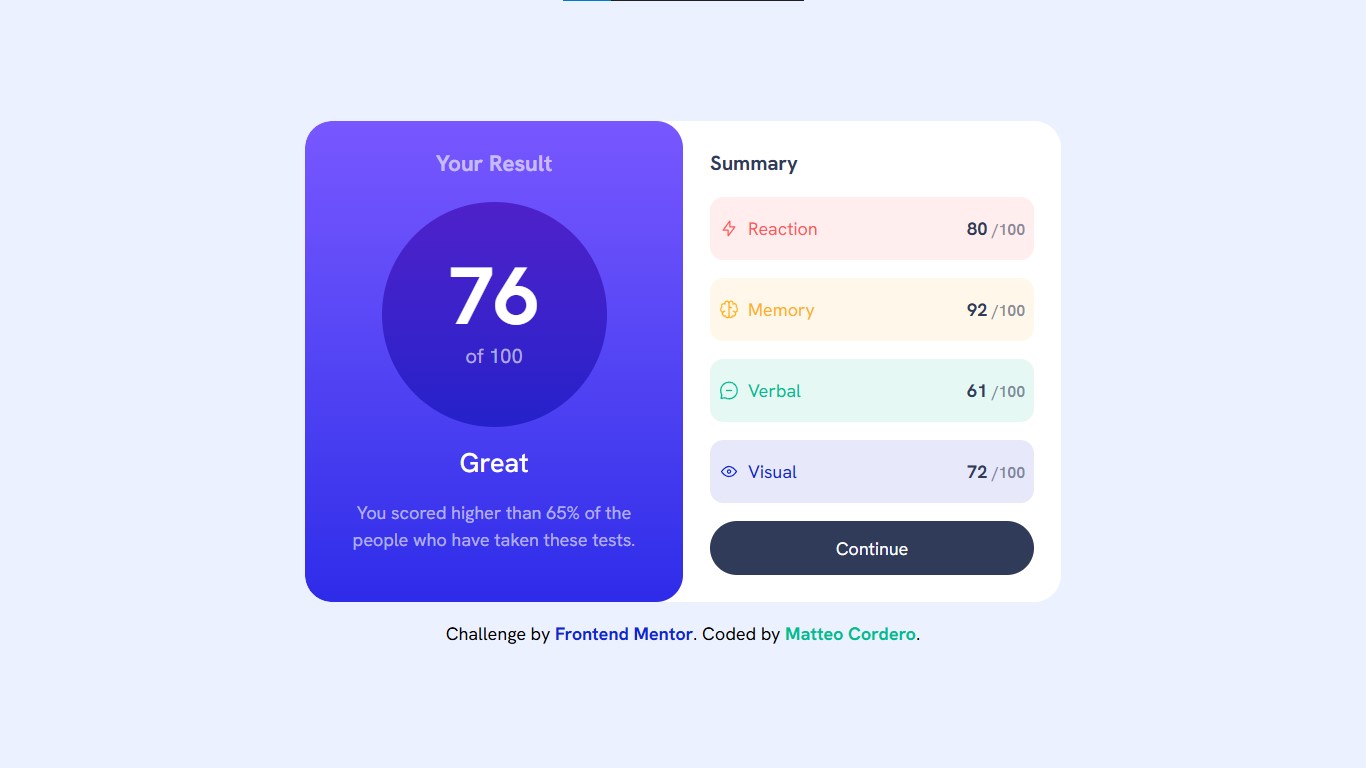 Your Result
76
of 100
Great
You scored higher than 65% of the
people who have taken these tests.
Summary
Reaction 80 /100
Memory 92 /100
Verbal 61 /100
Visual 72 /100
Continue
Challenge by Frontend Mentor. Coded by Matteo Cordero.